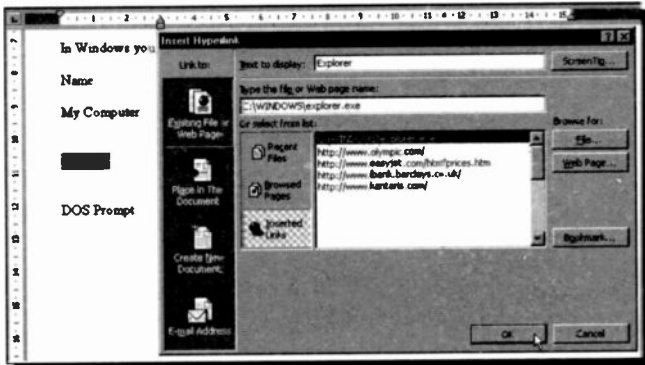 In Windows you
Name
My Computer
DOS Prompt
Insert Hyperlink
Link to:
Existing File or Web Page
Place In This Document
Create New Document
E-mail Address
Text to display: Explorer
ScreenTip...
Type the file or Web page name:
C:\WINDOWS\explorer.exe
Or select from list:
Recent Files
Browsed Pages
Inserted Links
http://www.olympic.com/
http://www.easyjet.com/html/prices.htm
http://www.ibank.barclays.co.uk/
http://www.kantaris.com/
Browse for:
File...
Web Page...
Bookmark...
OK
Cancel